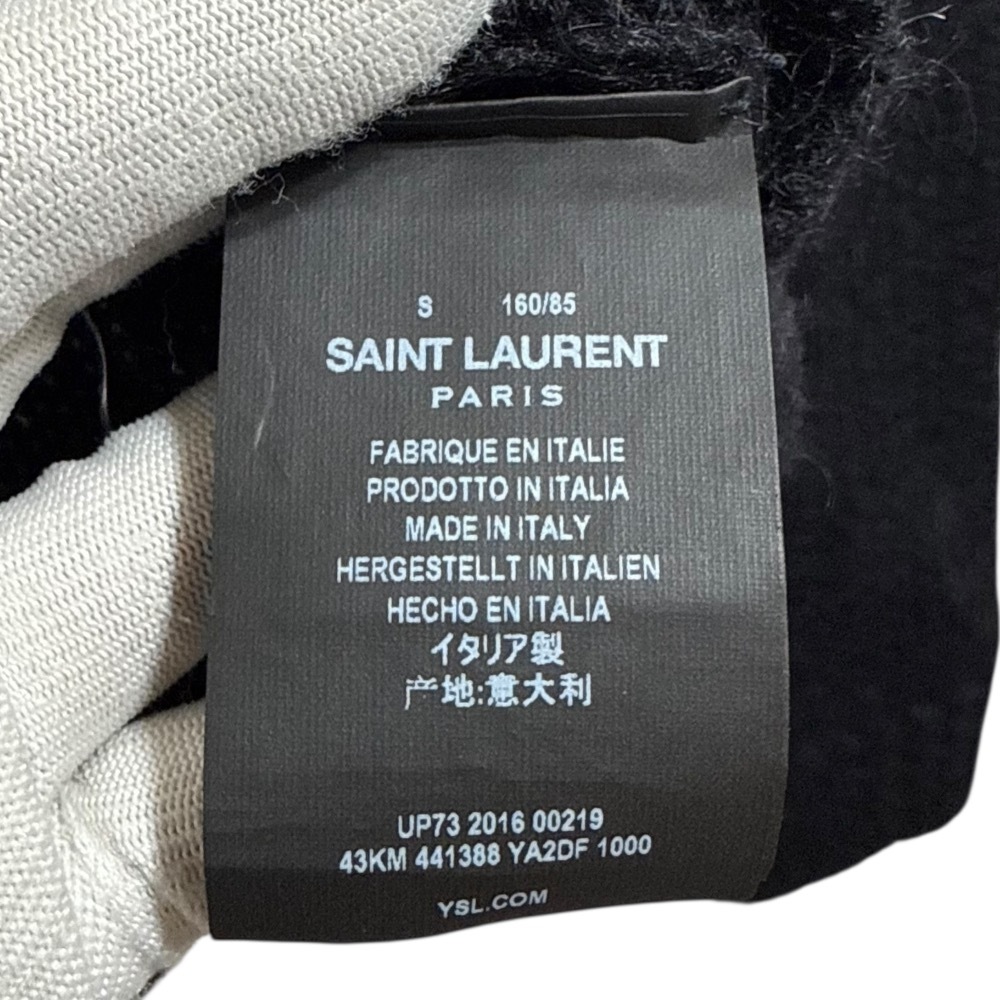 S 160/85
SAINT LAURENT
PARIS
FABRIQUE EN ITALIE
PRODOTTO IN ITALIA
MADE IN ITALY
HERGESTELLT IN ITALIEN
HECHO EN ITALIA
イタリア製
产地:意大利
UP73 2016 00219
43KM 441388 YA2DF 1000
YSL.COM